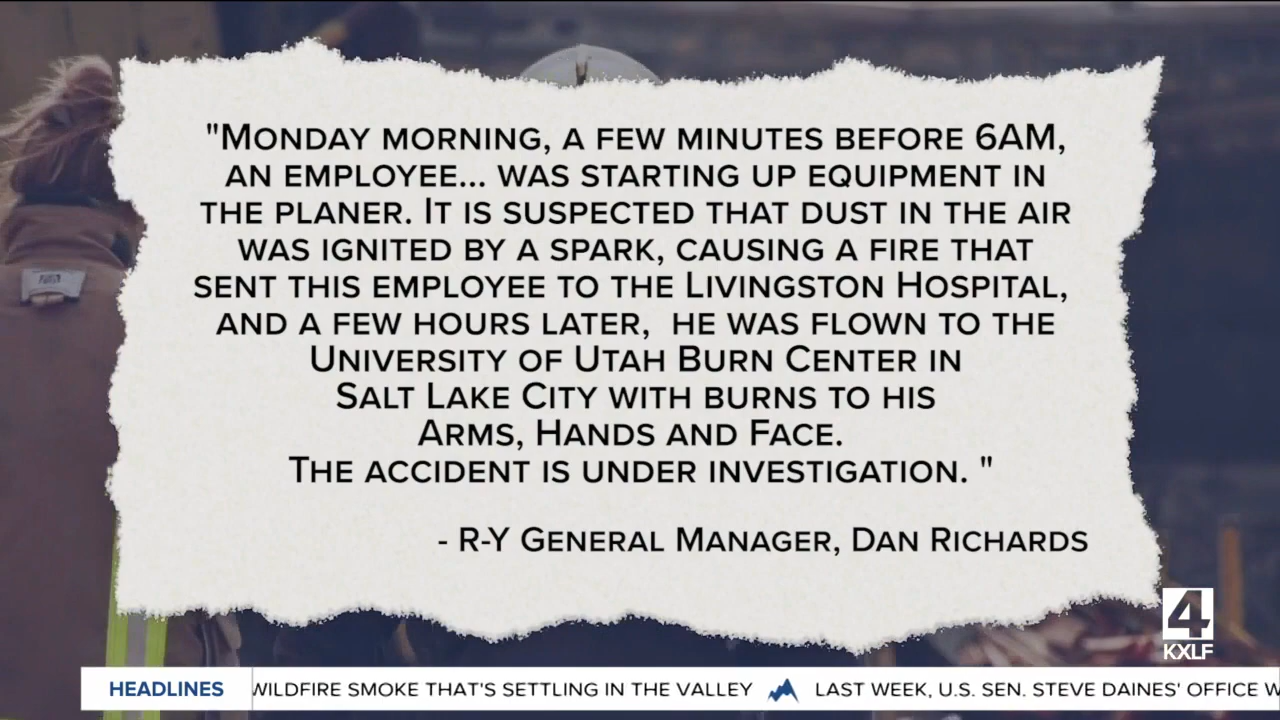 "MONDAY MORNING, A FEW MINUTES BEFORE 6AM,
AN EMPLOYEE... WAS STARTING UP EQUIPMENT IN
THE PLANER. IT IS SUSPECTED THAT DUST IN THE AIR
WAS IGNITED BY A SPARK, CAUSING A FIRE THAT
SENT THIS EMPLOYEE TO THE LIVINGSTON HOSPITAL,
AND A FEW HOURS LATER, HE WAS FLOWN TO THE
UNIVERSITY OF UTAH BURN CENTER IN
SALT LAKE CITY WITH BURNS TO HIS
ARMS, HANDS AND FACE.
THE ACCIDENT IS UNDER INVESTIGATION. "
- R-Y GENERAL MANAGER, DAN RICHARDS
4
KXLF
HEADLINES
WILDFIRE SMOKE THAT'S SETTLING IN THE VALLEY LAST WEEK, U.S. SEN. STEVE DAINES' OFFICE W